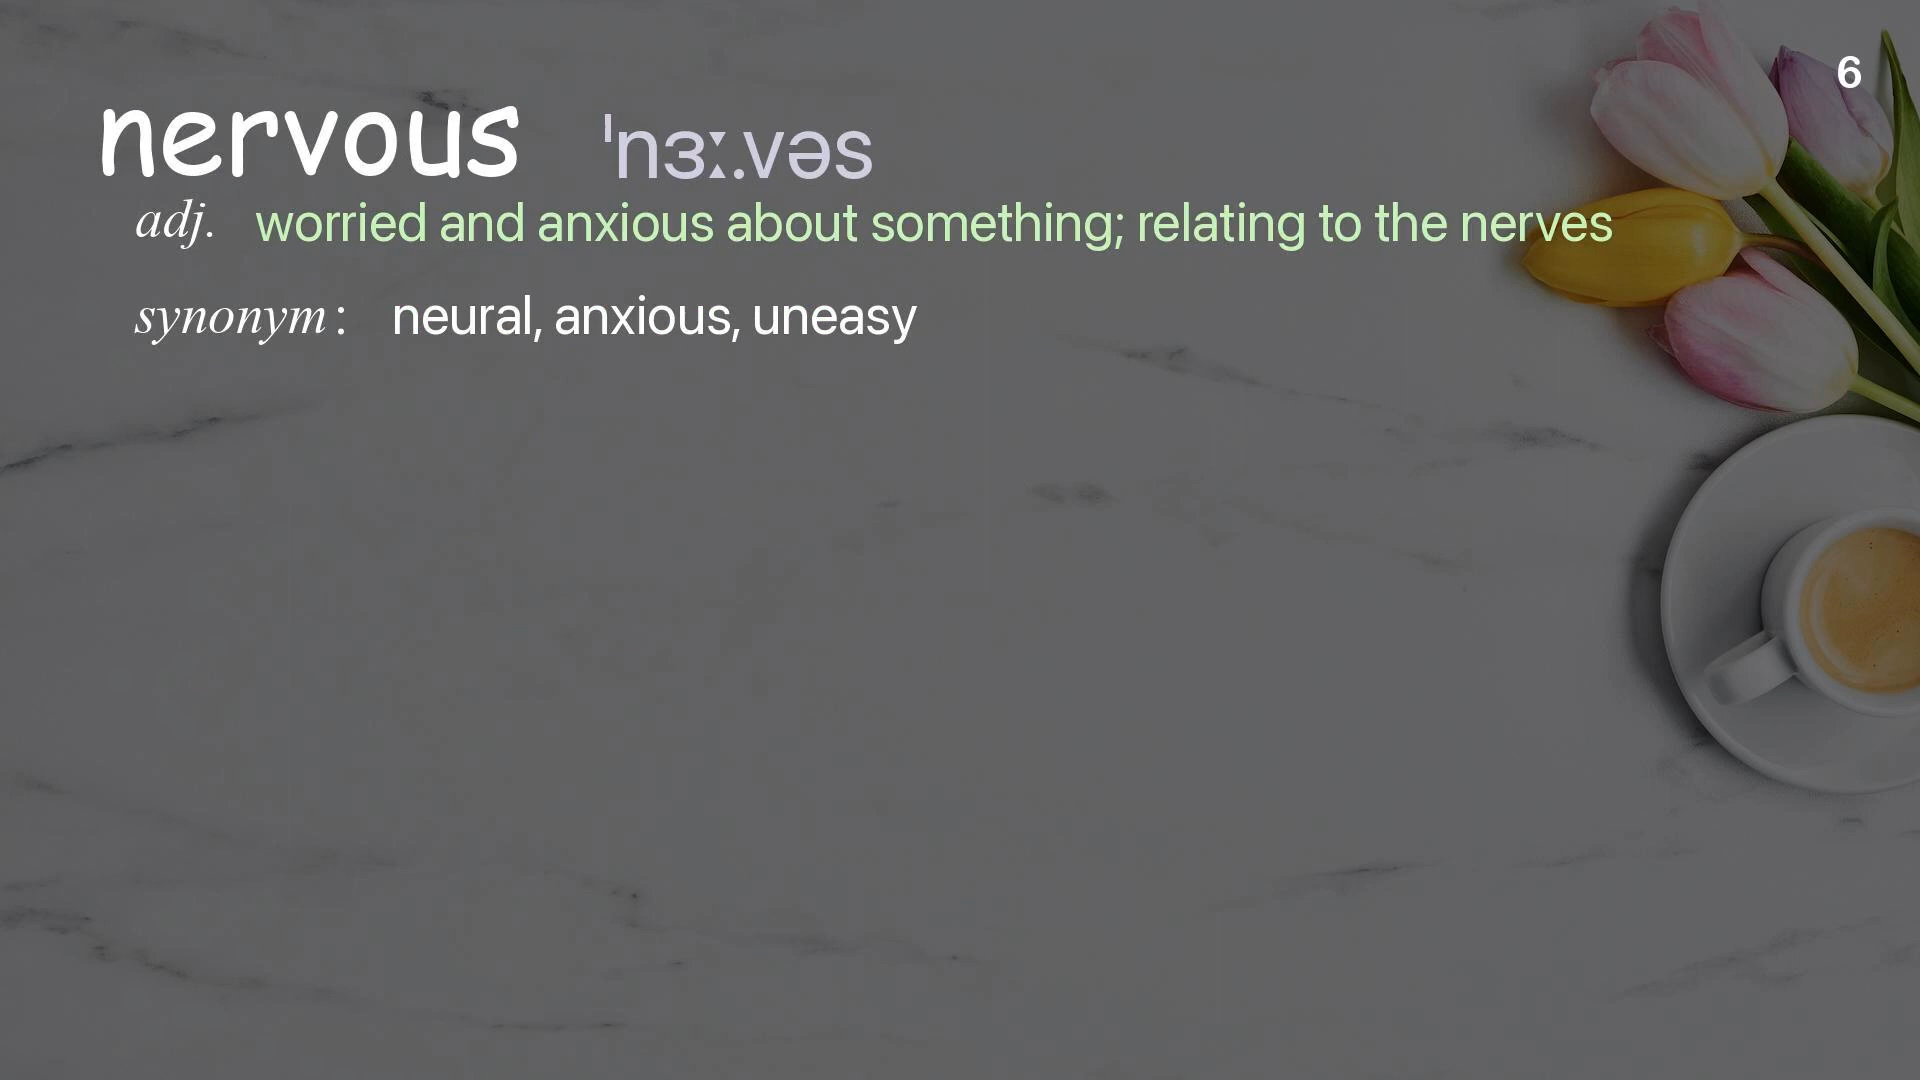 6
nervous ˈnɜː.vəs
adj. worried and anxious about something; relating to the nerves
synonym: neural, anxious, uneasy